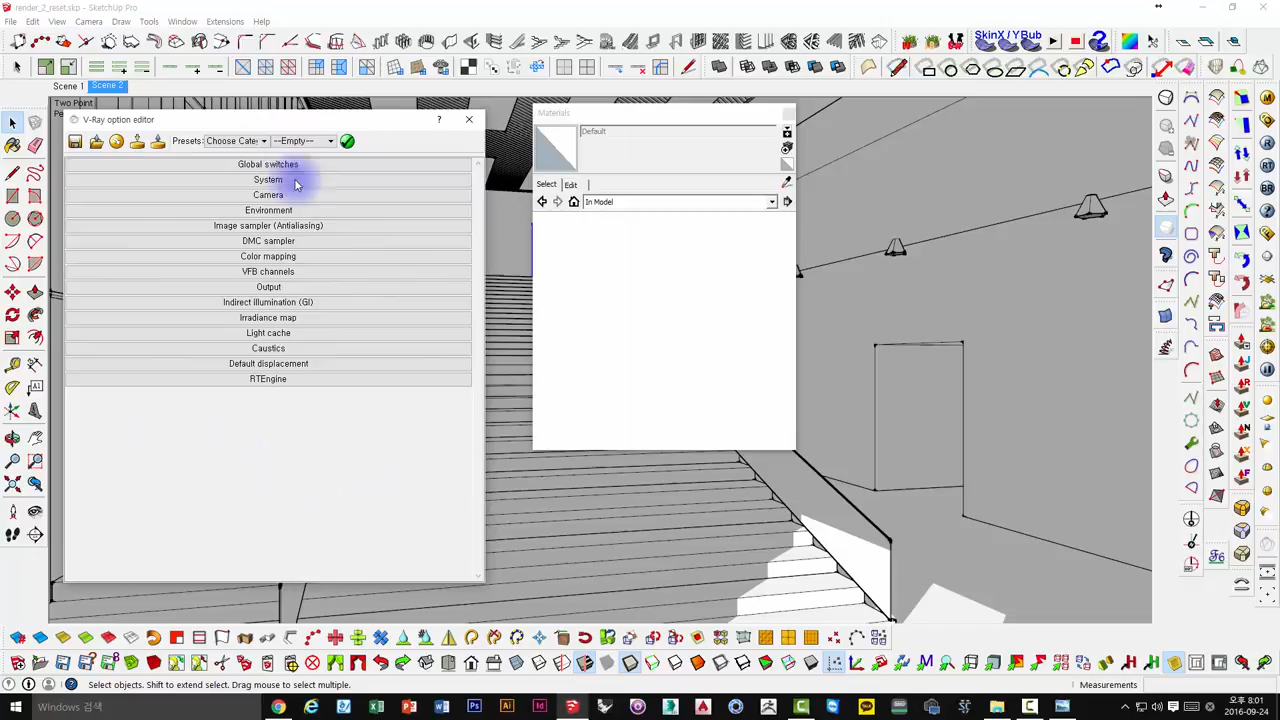 render_2_reset.skp - SketchUp Pro
File Edit View Camera Draw Tools Window Extensions Help
SkinX / YBub
Scene 1 Scene 2
Two Point
V-Ray option editor
?
Presets: Choose Cate --Empty--
Global switches
System
Camera
Environment
Image sampler (Antialiasing)
DMC sampler
Color mapping
VFB channels
Output
Indirect illumination (GI)
Irradiance map
Light cache
Caustics
Default displacement
RTEngine
Materials
Default
Select Edit
In Model
Select objects. Shift to extend select. Drag mouse to select multiple.
Measurements
Windows 검색
오후 8:01
2016-09-24